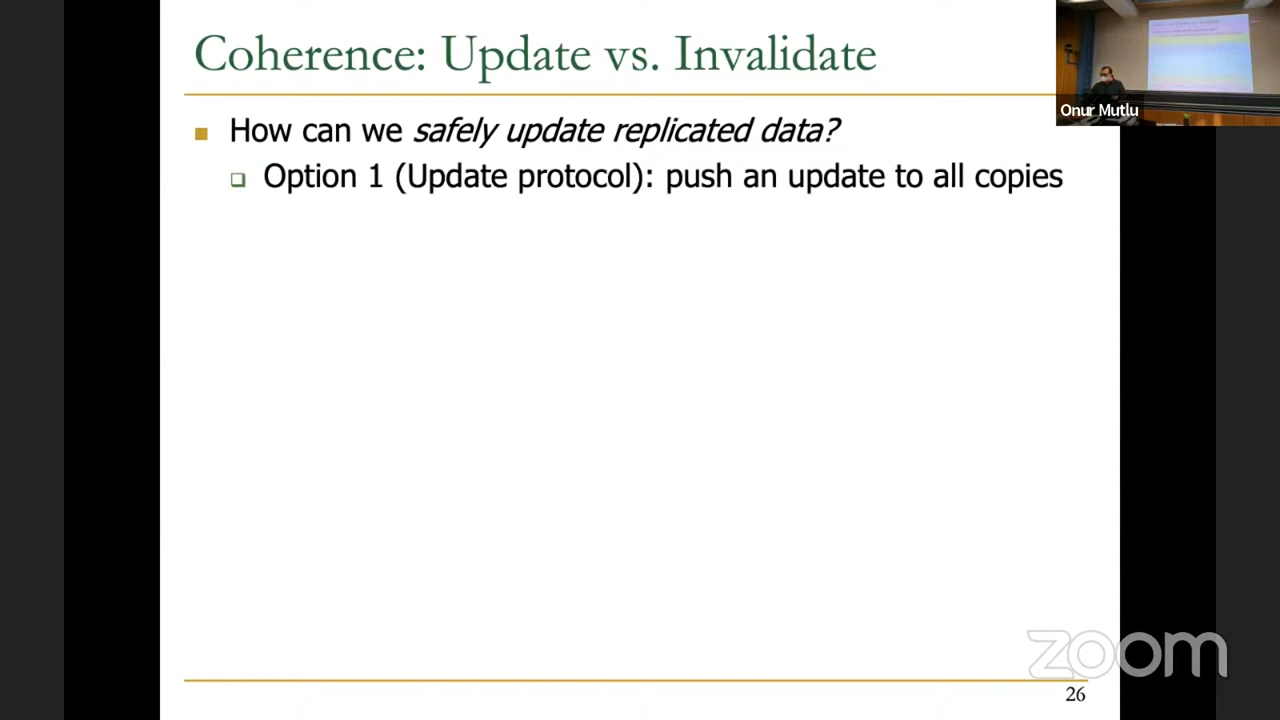 Coherence: Update vs. Invalidate
Onur Mutlu
How can we safely update replicated data?
Option 1 (Update protocol): push an update to all copies
zoom
26